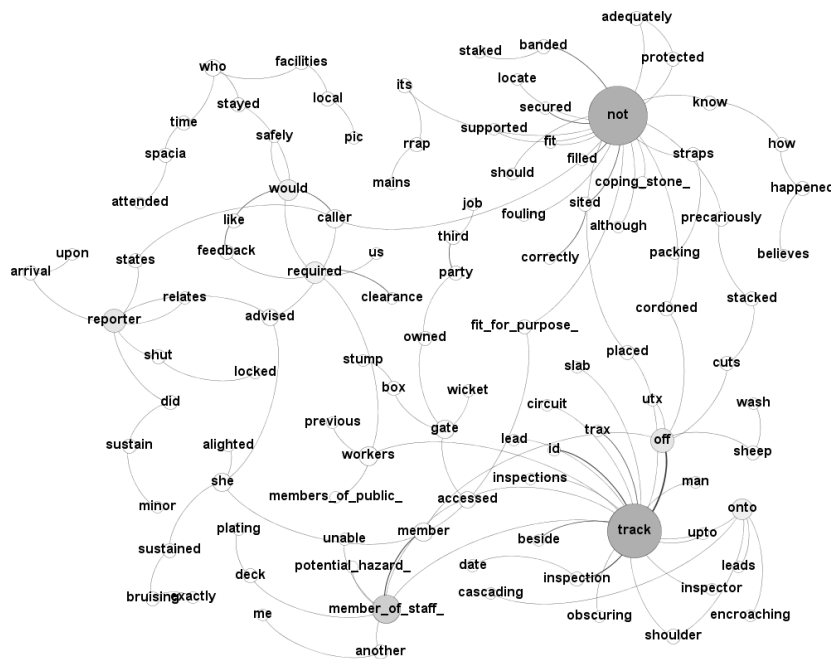 adequately
staked
banded
protected
who
facilities
locate
its
stayed
local
secured
know
not
time
safely
pic
supported
fit
how
spacia
rrap
filled
straps
should
mains
would
coping_stone_
happened
attended
job
sited
like
caller
fouling
precariously
although
third
upon
feedback
us
packing
believes
states
correctly
arrival
required
party
relates
clearance
stacked
reporter
advised
cordoned
fit_for_purpose_
owned
shut
placed
stump
slab
cuts
locked
box
wicket
utx
did
circuit
wash
previous
gate
lead
trax
off
sustain
alighted
id
workers
sheep
inspections
she
man
members_of_public_
accessed
minor
onto
plating
member
track
unable
upto
sustained
beside
potential_hazard_
date
leads
deck
inspection
cascading
inspector
bruising
exactly
member_of_staff_
me
obscuring
encroaching
shoulder
another